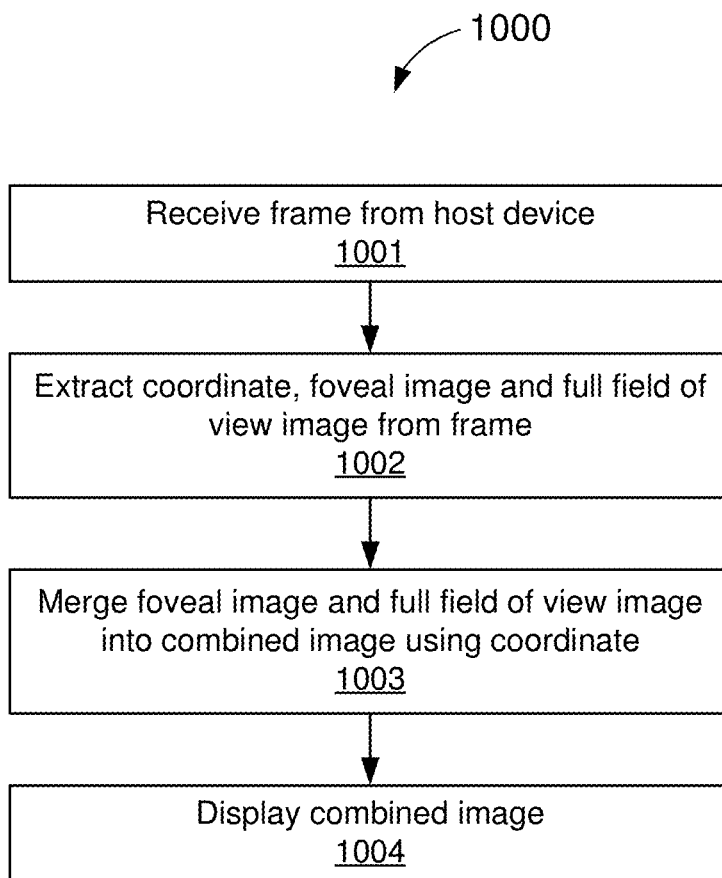 1000
Receive frame from host device
1001
Extract coordinate, foveal image and full field of
view image from frame
1002
Merge foveal image and full field of view image
into combined image using coordinate
1003
Display combined image
1004